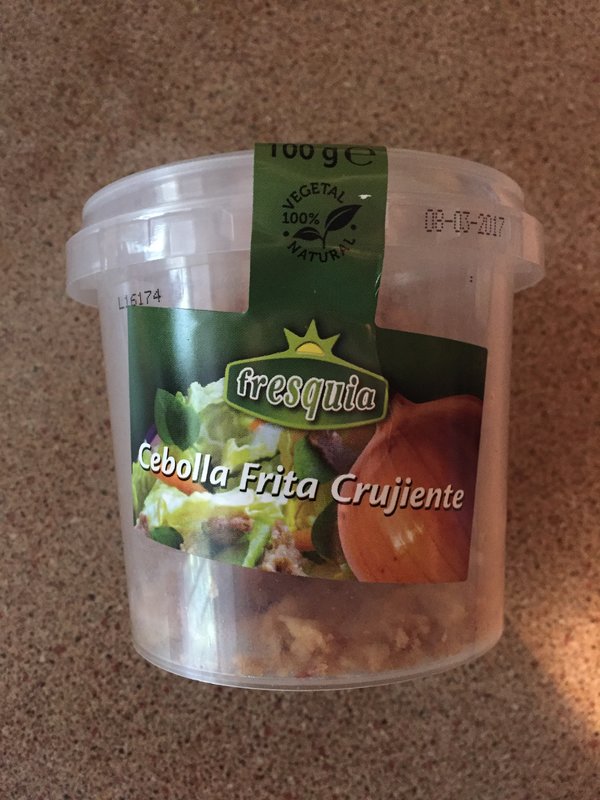 100 g e
VEGETAL
100%
NATURAL
08-03-2017
L16174
fresquia
Cebolla Frita Crujiente